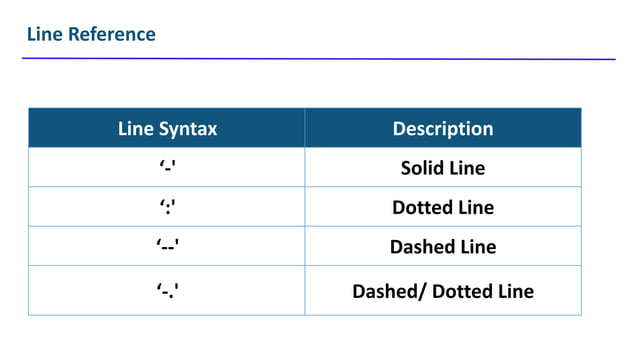 Line Reference
Line Syntax Description
‘-' Solid Line
‘:' Dotted Line
‘--' Dashed Line
‘-.' Dashed/ Dotted Line